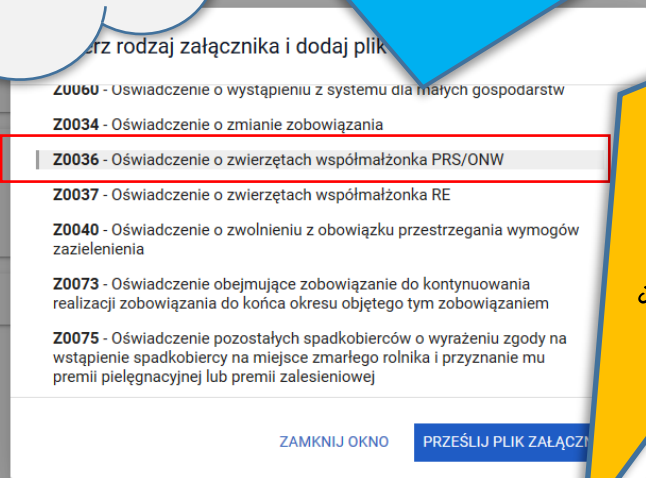 rz rodzaj załącznika i dodaj plik
Z0060 - Oświadczenie o wystąpieniu z systemu dla małych gospodarstw
Z0034 - Oświadczenie o zmianie zobowiązania
Z0036 - Oświadczenie o zwierzętach współmałżonka PRS/ONW
Z0037 - Oświadczenie o zwierzętach współmałżonka RE
Z0040 - Oświadczenie o zwolnieniu z obowiązku przestrzegania wymogów
zazielenienia
Z0073 - Oświadczenie obejmujące zobowiązanie do kontynuowania
realizacji zobowiązania do końca okresu objętego tym zobowiązaniem
Z0075 - Oświadczenie pozostałych spadkobierców o wyrażeniu zgody na
wstąpienie spadkobiercy na miejsce zmarłego rolnika i przyznanie mu
premii pielęgnacyjnej lub premii zalesieniowej
ZAMKNIJ OKNO
PRZEŚLIJ PLIK ZAŁĄCZN